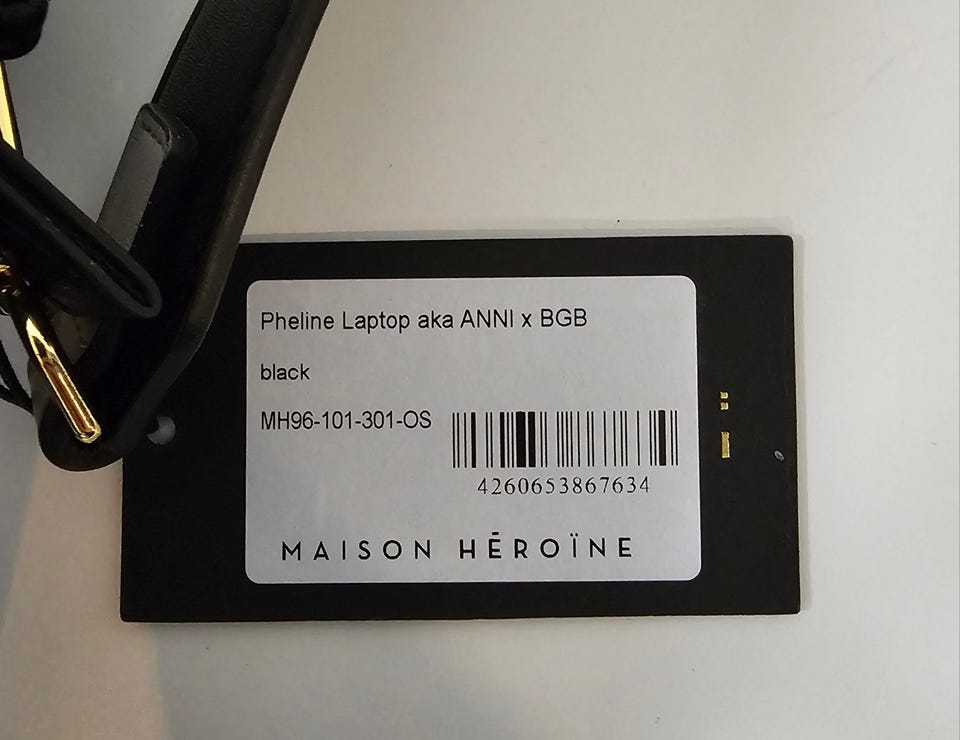 Pheline Laptop aka ANNI x BGB
black
MH96-101-301-OS
4260653867634
MAISON HĒROÏNE